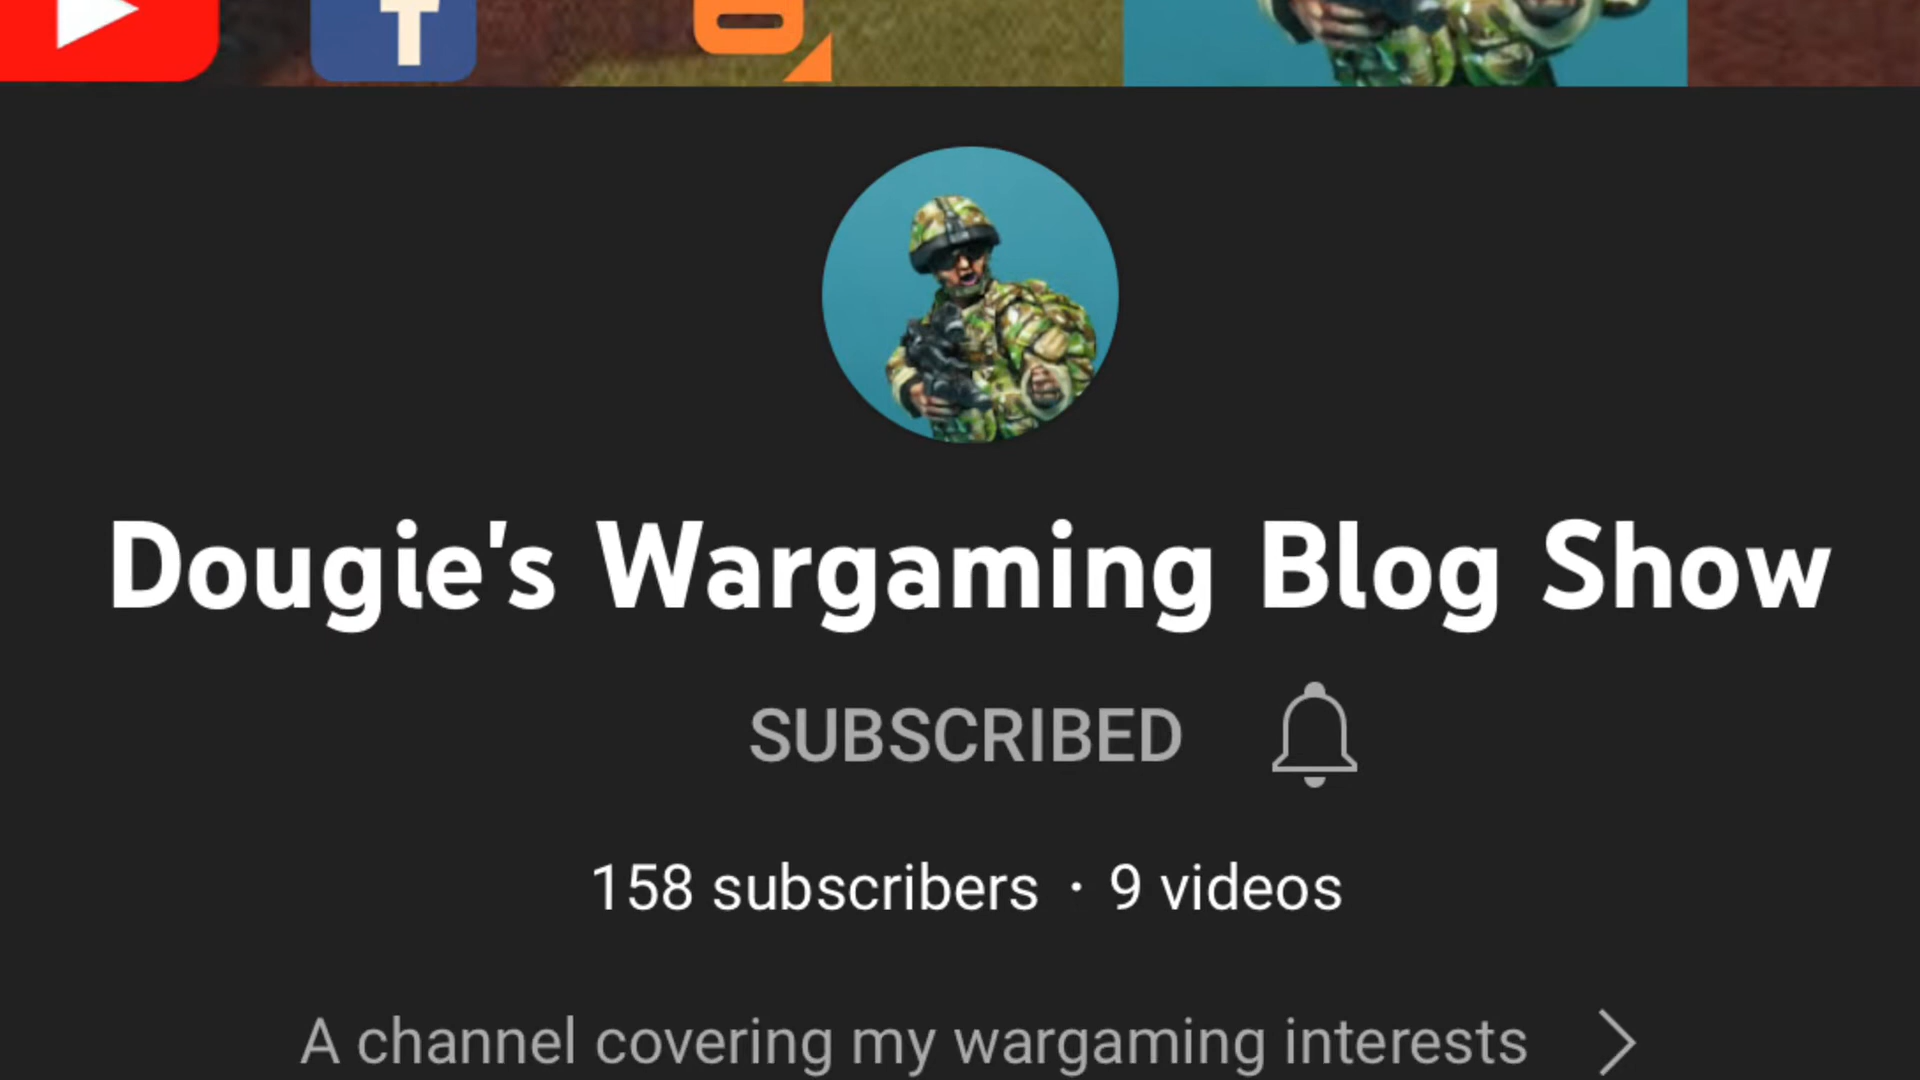 Dougie's Wargaming Blog Show
SUBSCRIBED
158 subscribers · 9 videos
A channel covering my wargaming interests